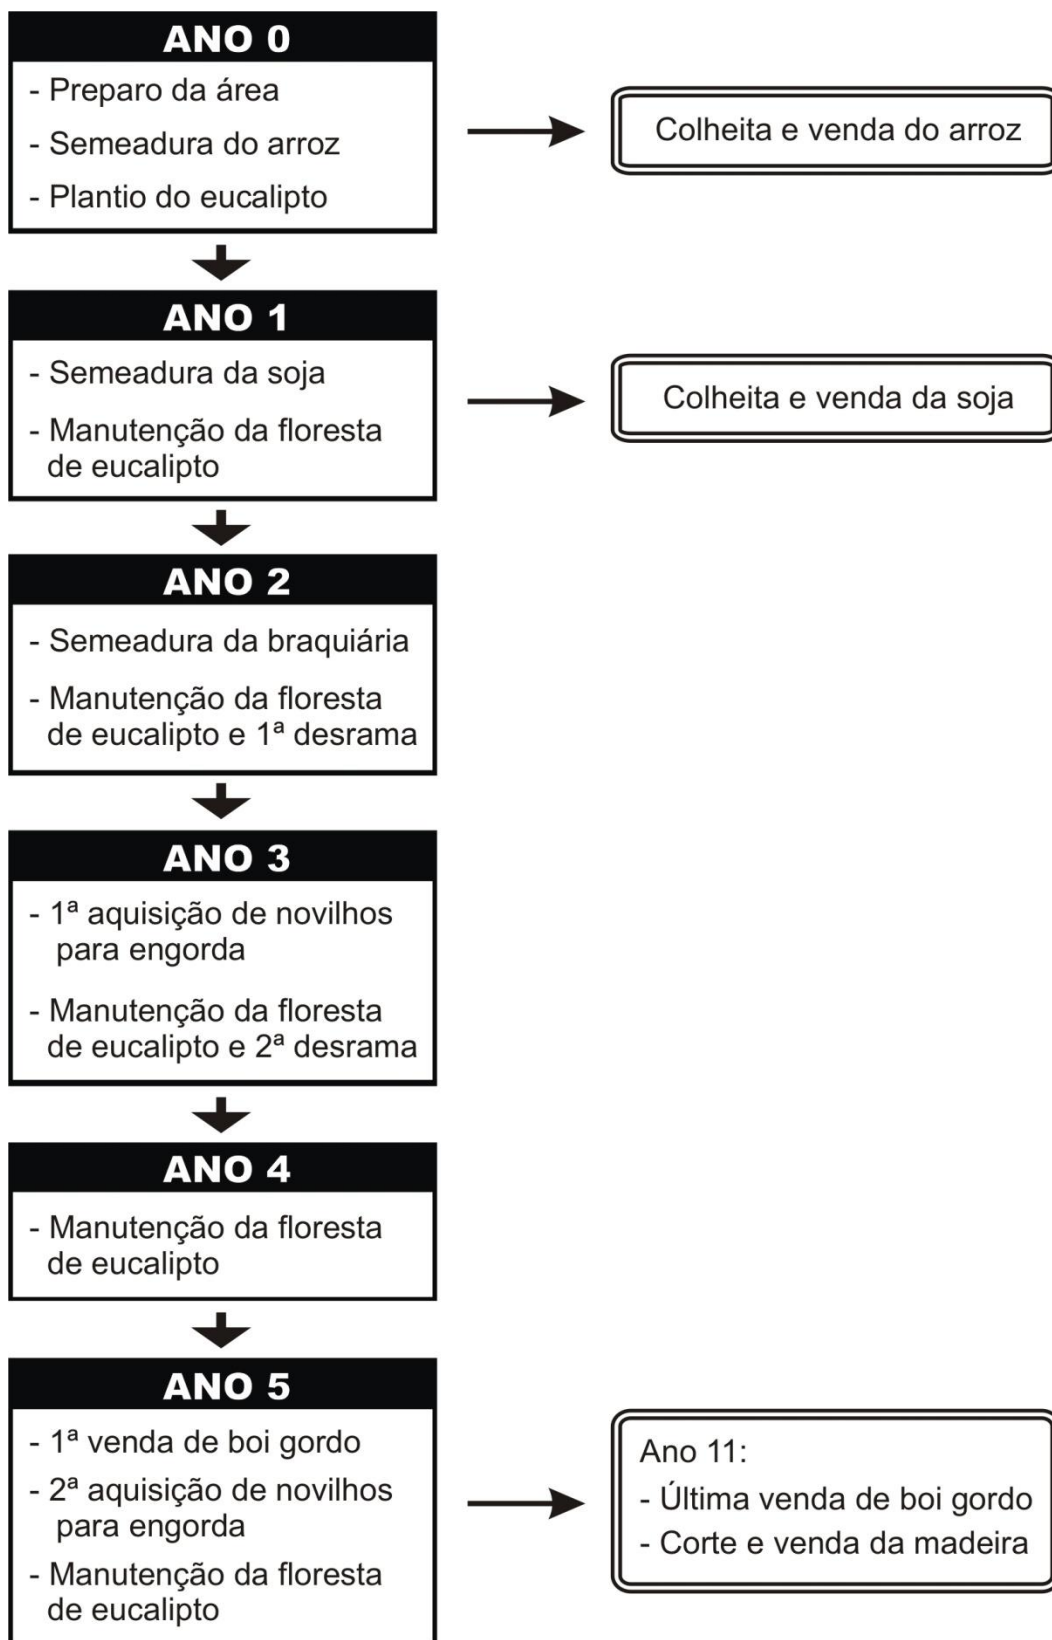 ANO 0
- Preparo da área
- Semeadura do arroz
- Plantio do eucalipto
Colheita e venda do arroz
ANO 1
- Semeadura da soja
- Manutenção da floresta
de eucalipto
Colheita e venda da soja
ANO 2
- Semeadura da braquiária
- Manutenção da floresta
de eucalipto e 1ª desrama
ANO 3
- 1ª aquisição de novilhos
para engorda
- Manutenção da floresta
de eucalipto e 2ª desrama
ANO 4
- Manutenção da floresta
de eucalipto
ANO 5
- 1ª venda de boi gordo
- 2ª aquisição de novilhos
para engorda
- Manutenção da floresta
de eucalipto
Ano 11:
- Última venda de boi gordo
- Corte e venda da madeira